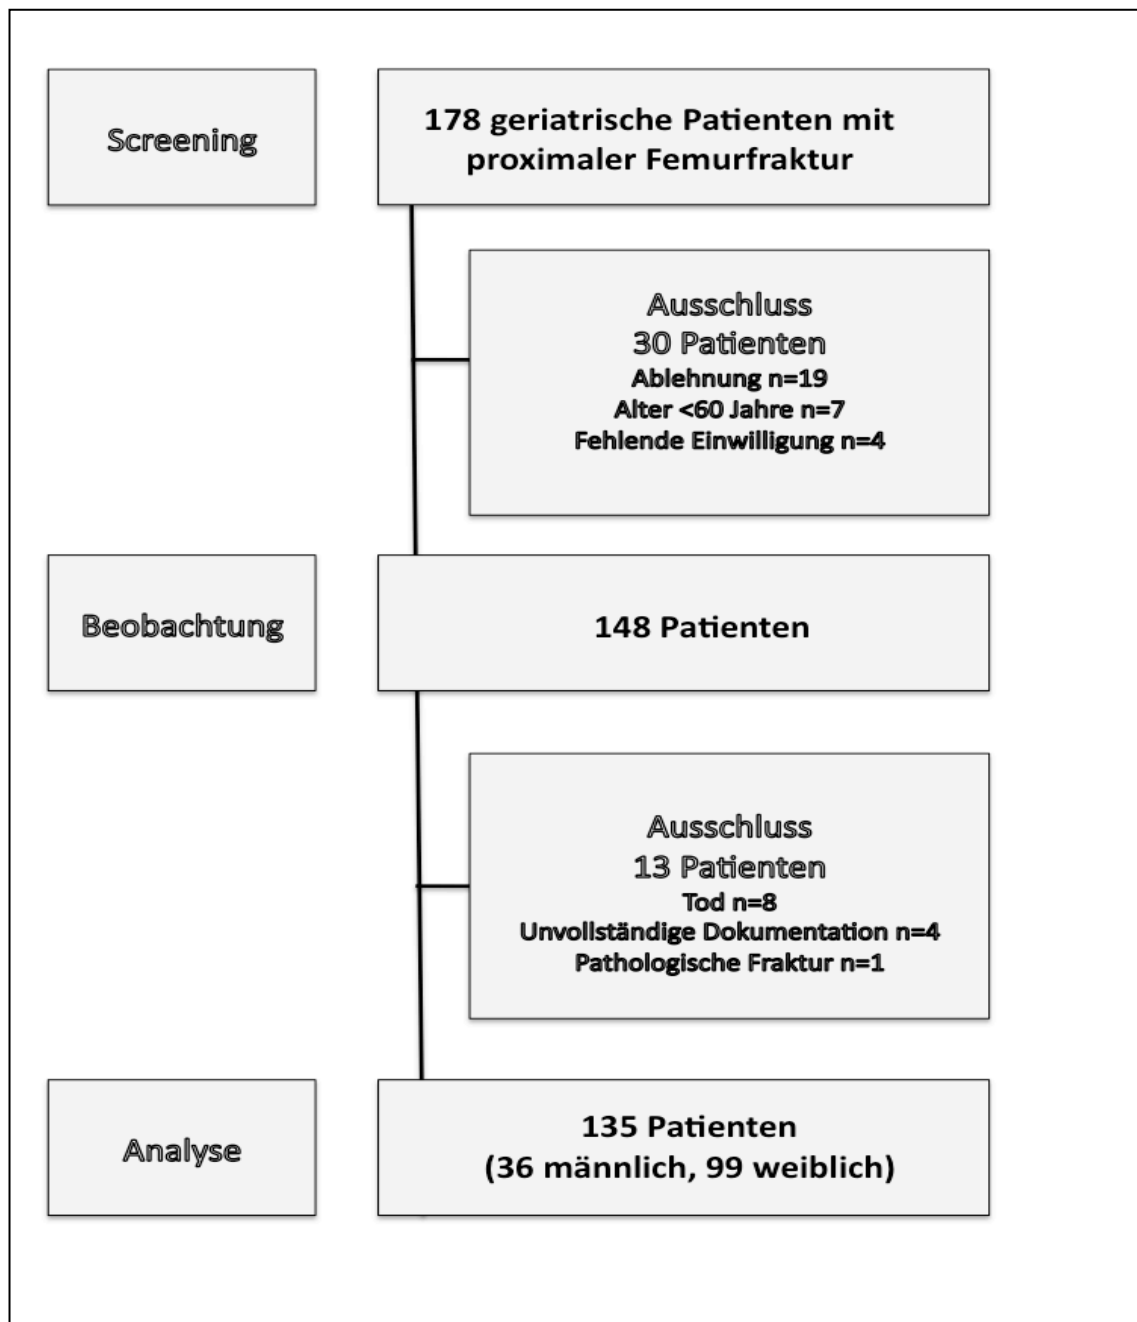 Screening
178 geriatrische Patienten mit
proximaler Femurfraktur
Ausschluss
30 Patienten
Ablehnung n=19
Alter <60 Jahre n=7
Fehlende Einwilligung n=4
Beobachtung
148 Patienten
Ausschluss
13 Patienten
Tod n=8
Unvollständige Dokumentation n=4
Pathologische Fraktur n=1
Analyse
135 Patienten
(36 männlich, 99 weiblich)